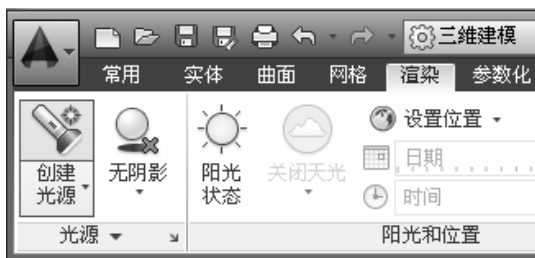 三维建模
常用 实体 曲面 网格 渲染 参数化
创建光源 无阴影 阳光状态 关闭天光 设置位置
日期
时间
光源 阳光和位置